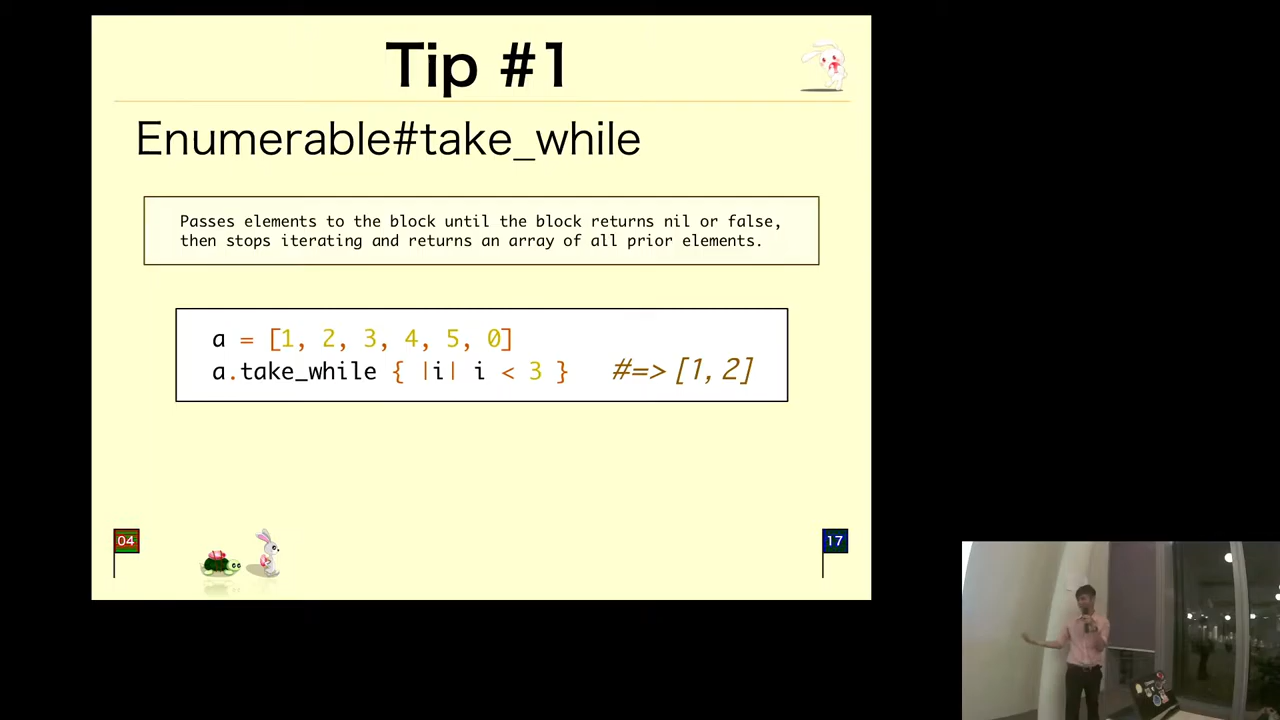 Tip #1
Enumerable#take_while
Passes elements to the block until the block returns nil or false,
then stops iterating and returns an array of all prior elements.
a = [1, 2, 3, 4, 5, 0]
a.take_while { |i| i < 3 } #=> [1, 2]
04
17